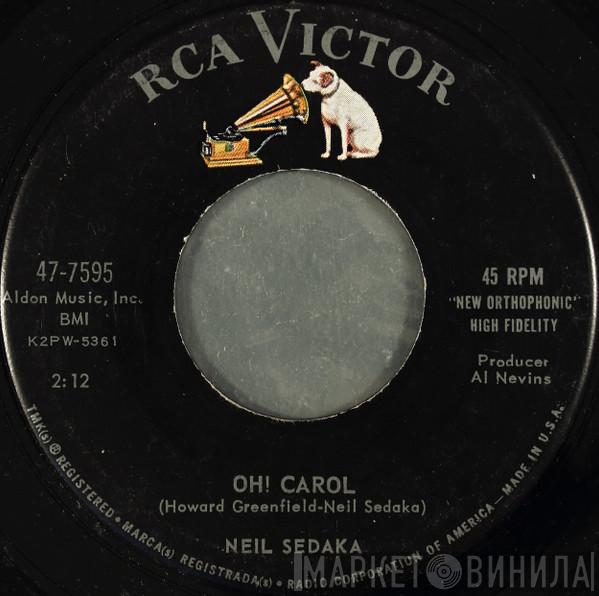 RCA VICTOR
47-7595
Aldon Music, Inc.
BMI
K2PW-5361
2:12
45 RPM
"NEW ORTHOPHONIC"
HIGH FIDELITY
Producer
Al Nevins
OH! CAROL
(Howard Greenfield-Neil Sedaka)
NEIL SEDAKA
TMK(s) ® REGISTERED • MARCA(s) REGISTRADA(s) • RADIO CORPORATION OF AMERICA—MADE IN U.S.A.
МАРКЕТ ВИНИЛА